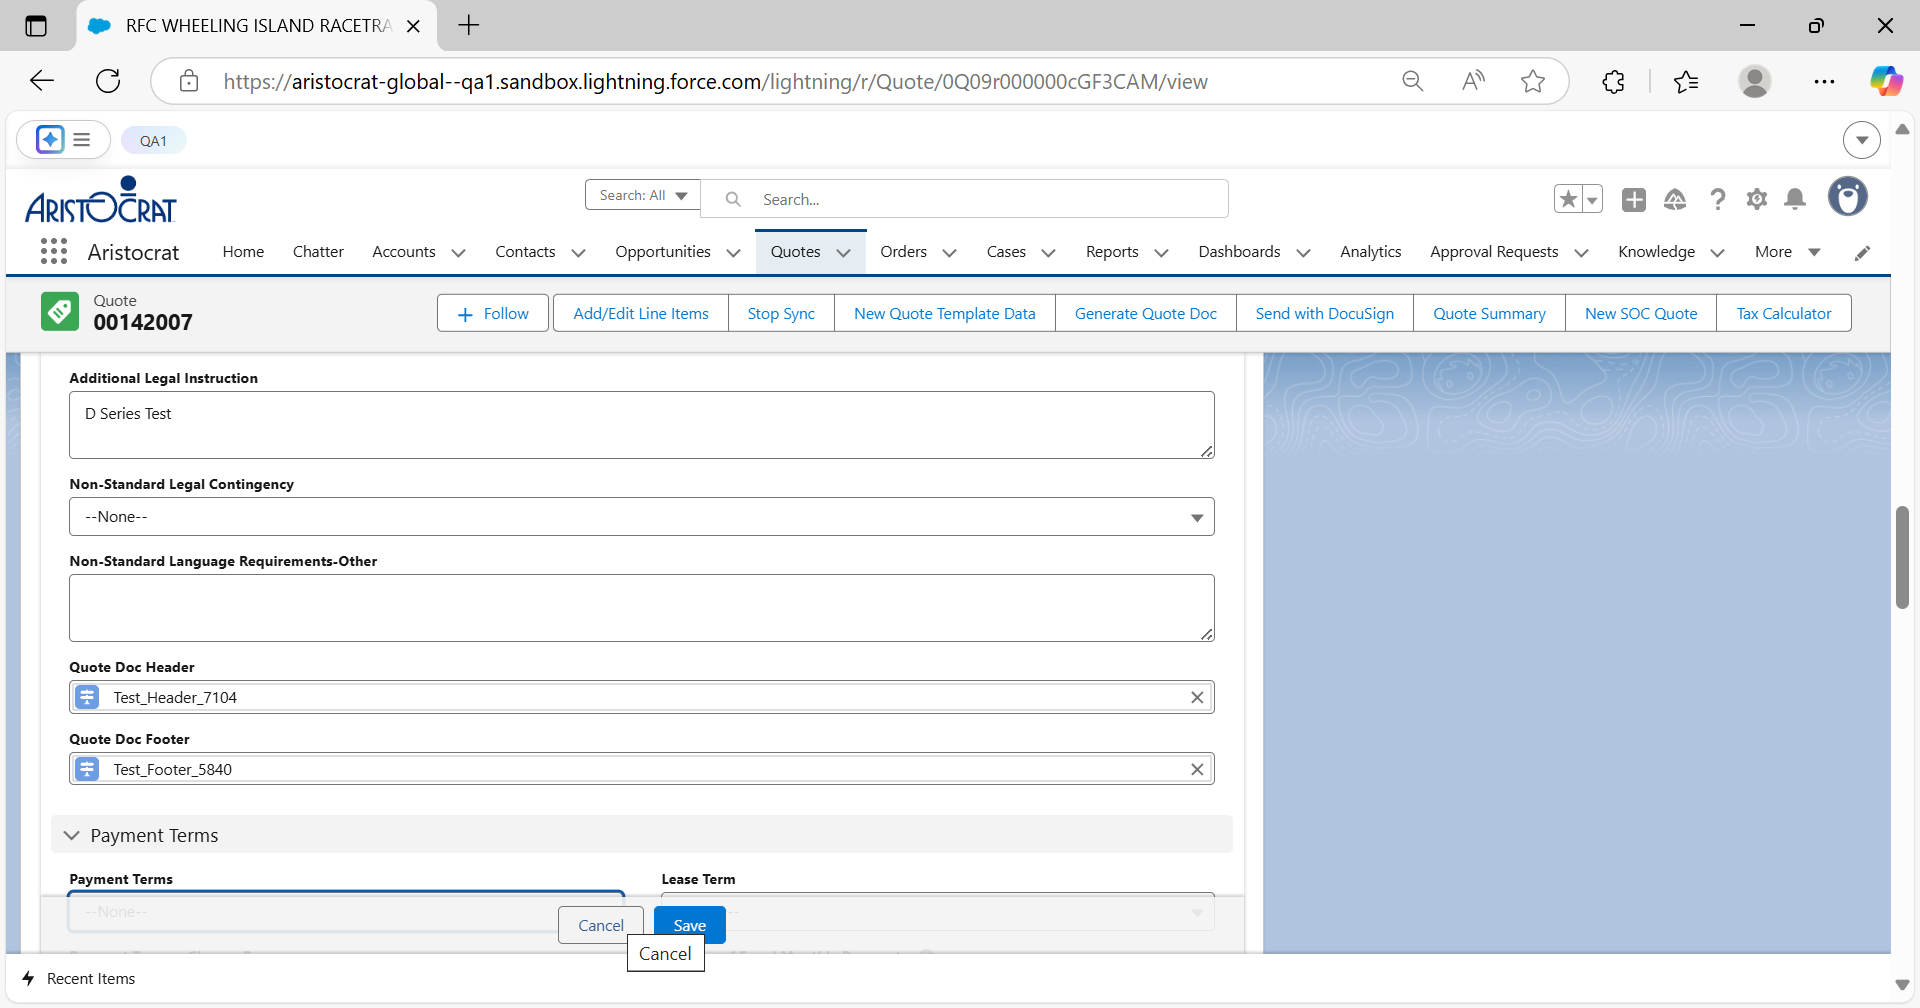 RFC WHEELING ISLAND RACETRA
https://aristocrat-global--qa1.sandbox.lightning.force.com/lightning/r/Quote/0Q09r000000cGF3CAM/view
QA1
ARISTOCRAT
Search: All
Search...
Aristocrat
Home
Chatter
Accounts
Contacts
Opportunities
Quotes
Orders
Cases
Reports
Dashboards
Analytics
Approval Requests
Knowledge
More
Quote
00142007
Follow
Add/Edit Line Items
Stop Sync
New Quote Template Data
Generate Quote Doc
Send with DocuSign
Quote Summary
New SOC Quote
Tax Calculator
Additional Legal Instruction
D Series Test
Non-Standard Legal Contingency
--None--
Non-Standard Language Requirements-Other
Quote Doc Header
Test_Header_7104
Quote Doc Footer
Test_Footer_5840
Payment Terms
Payment Terms
Lease Term
--None--
Cancel
Save
Cancel
Recent Items